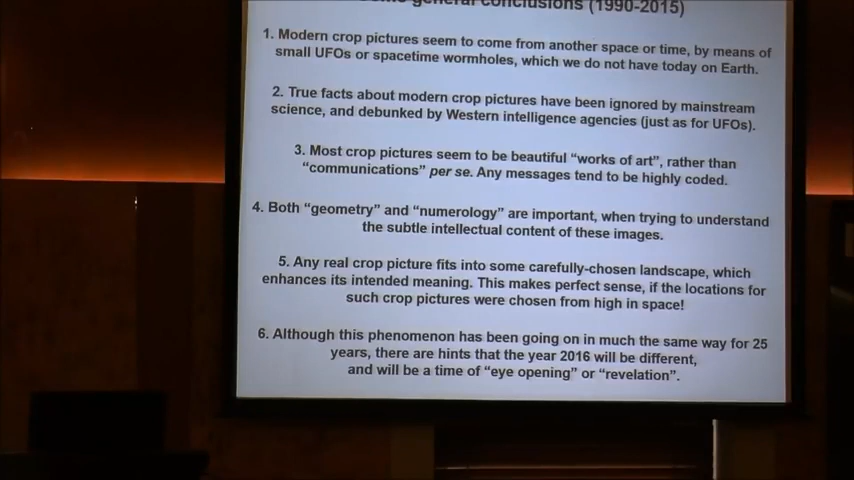 general conclusions (1990-2015)
1. Modern crop pictures seem to come from another space or time, by means of
small UFOs or spacetime wormholes, which we do not have today on Earth.
2. True facts about modern crop pictures have been ignored by mainstream
science, and debunked by Western intelligence agencies (just as for UFOs).
3. Most crop pictures seem to be beautiful “works of art”, rather than
“communications” per se. Any messages tend to be highly coded.
4. Both “geometry” and “numerology” are important, when trying to understand
the subtle intellectual content of these images.
5. Any real crop picture fits into some carefully-chosen landscape, which
enhances its intended meaning. This makes perfect sense, if the locations for
such crop pictures were chosen from high in space!
6. Although this phenomenon has been going on in much the same way for 25
years, there are hints that the year 2016 will be different,
and will be a time of “eye opening” or “revelation”.